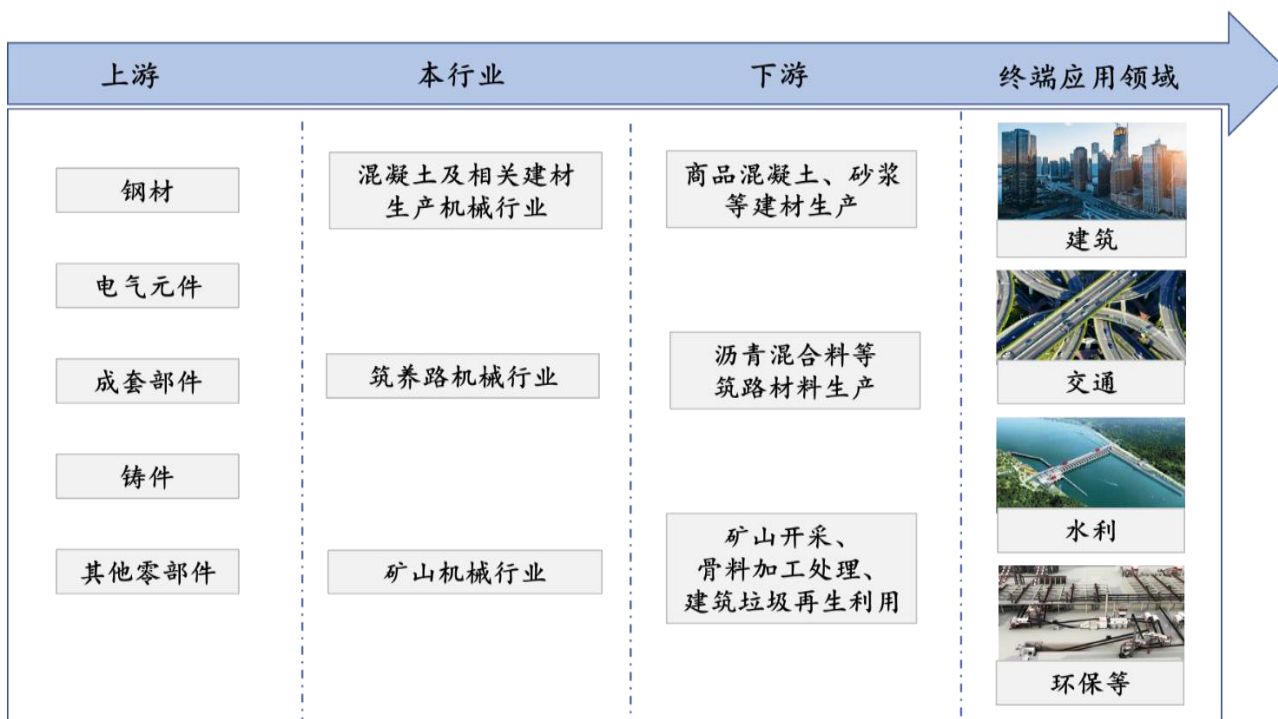 上游
本行业
下游
终端应用领域
钢材
电气元件
成套部件
铸件
其他零部件
混凝土及相关建材
生产机械行业
筑养路机械行业
矿山机械行业
商品混凝土、砂浆
等建材生产
沥青混合料等
筑路材料生产
矿山开采、
骨料加工处理、
建筑垃圾再生利用
建筑
交通
水利
环保等